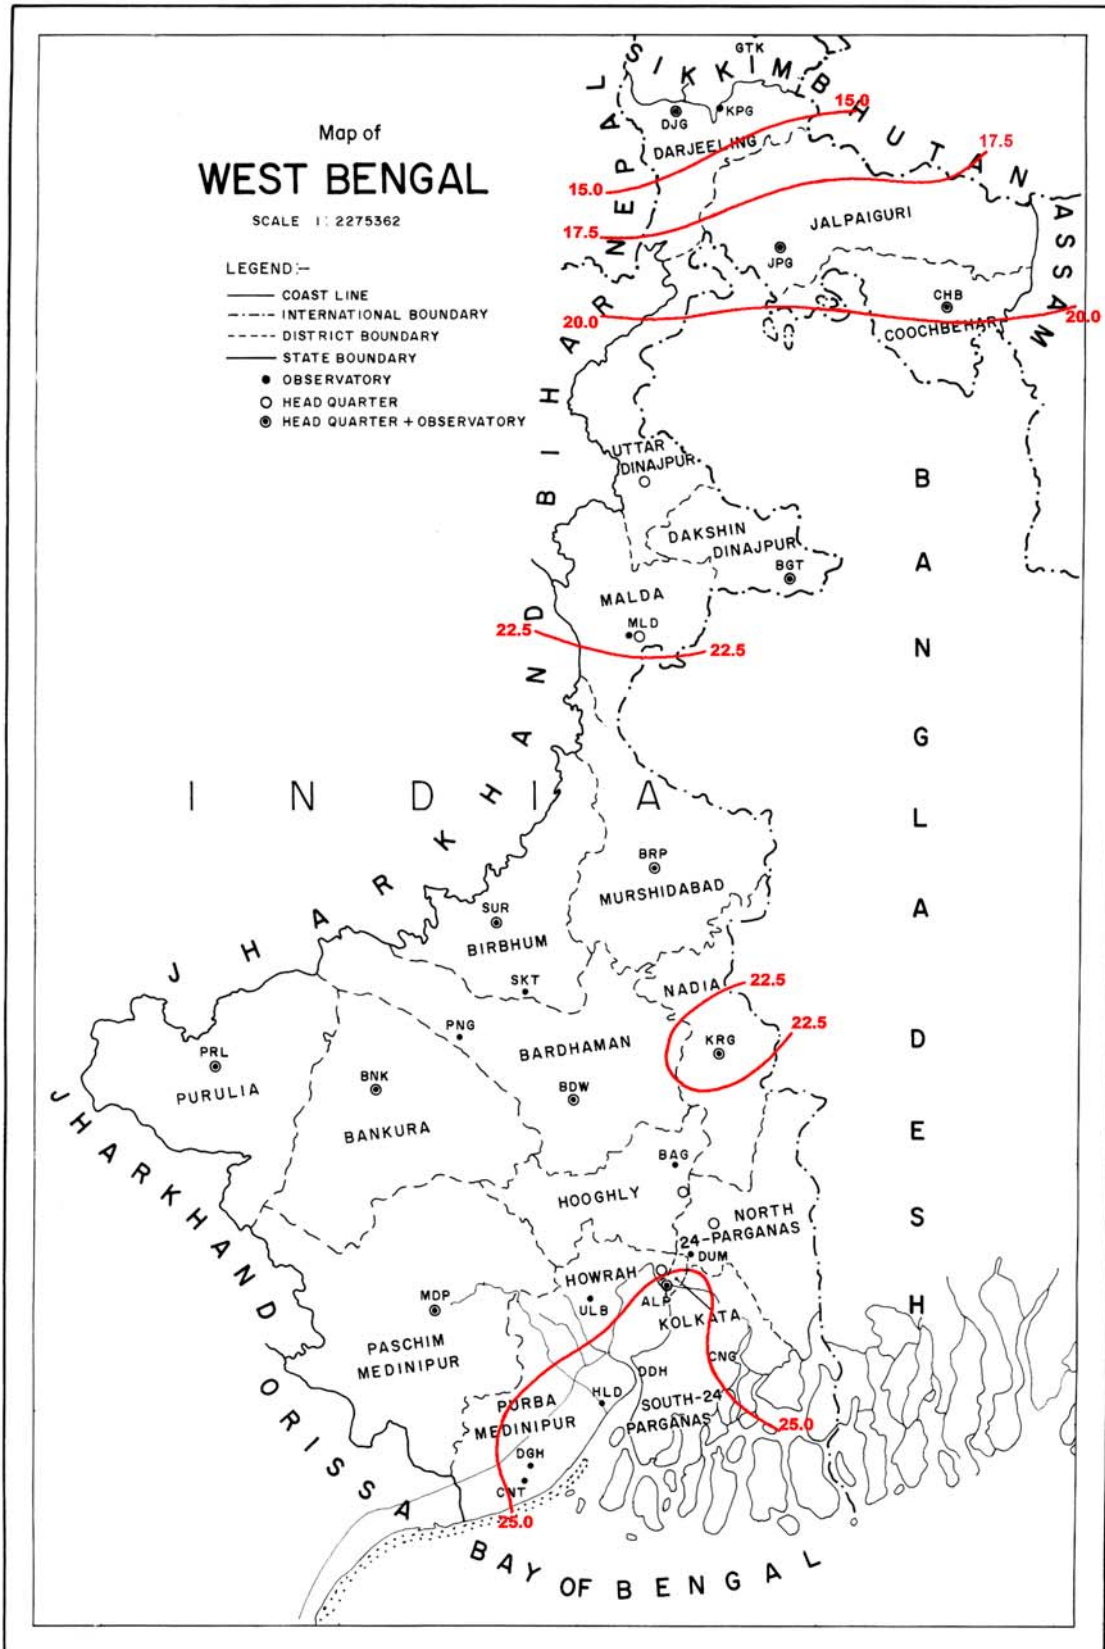 Map of
WEST BENGAL
SCALE 1: 2275362
LEGEND:-
COAST LINE
INTERNATIONAL BOUNDARY
DISTRICT BOUNDARY
STATE BOUNDARY
OBSERVATORY
HEAD QUARTER
HEAD QUARTER + OBSERVATORY
SIKKIM
GTK
BHUTAN
NEPAL
DJG
KPG
DARJEELING
15.0
15.0
17.5
17.5
JALPAIGURI
JPG
ASSAM
CHB
COOCHBEHAR
20.0
20.0
BIHAR
UTTAR
DINAJPUR
DAKSHIN
DINAJPUR
BGT
MALDA
MLD
22.5
22.5
BANGLADESH
JHARKHAND
INDIA
BRP
MURSHIDABAD
SUR
BIRBHUM
SKT
NADIA
22.5
22.5
KRG
PNG
BARDHAMAN
BDW
PRL
PURULIA
BNK
BANKURA
JHARKHAND
BAG
HOOGHLY
NORTH
24-PARGANAS
DUM
HOWRAH
ULB
ALP
KOLKATA
MDP
PASCHIM
MEDINIPUR
CNG
DDH
HLD
PURBA
MEDINIPUR
SOUTH-24
PARGANAS
25.0
DGH
CNT
25.0
ORISSA
BAY OF BENGAL